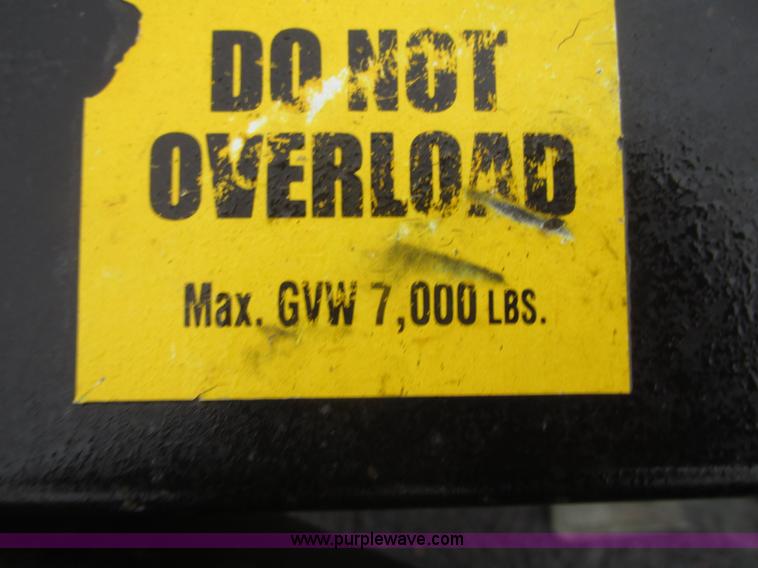 DO NOT
OVERLOAD
Max. GVW 7,000 LBS.
www.purplewave.com